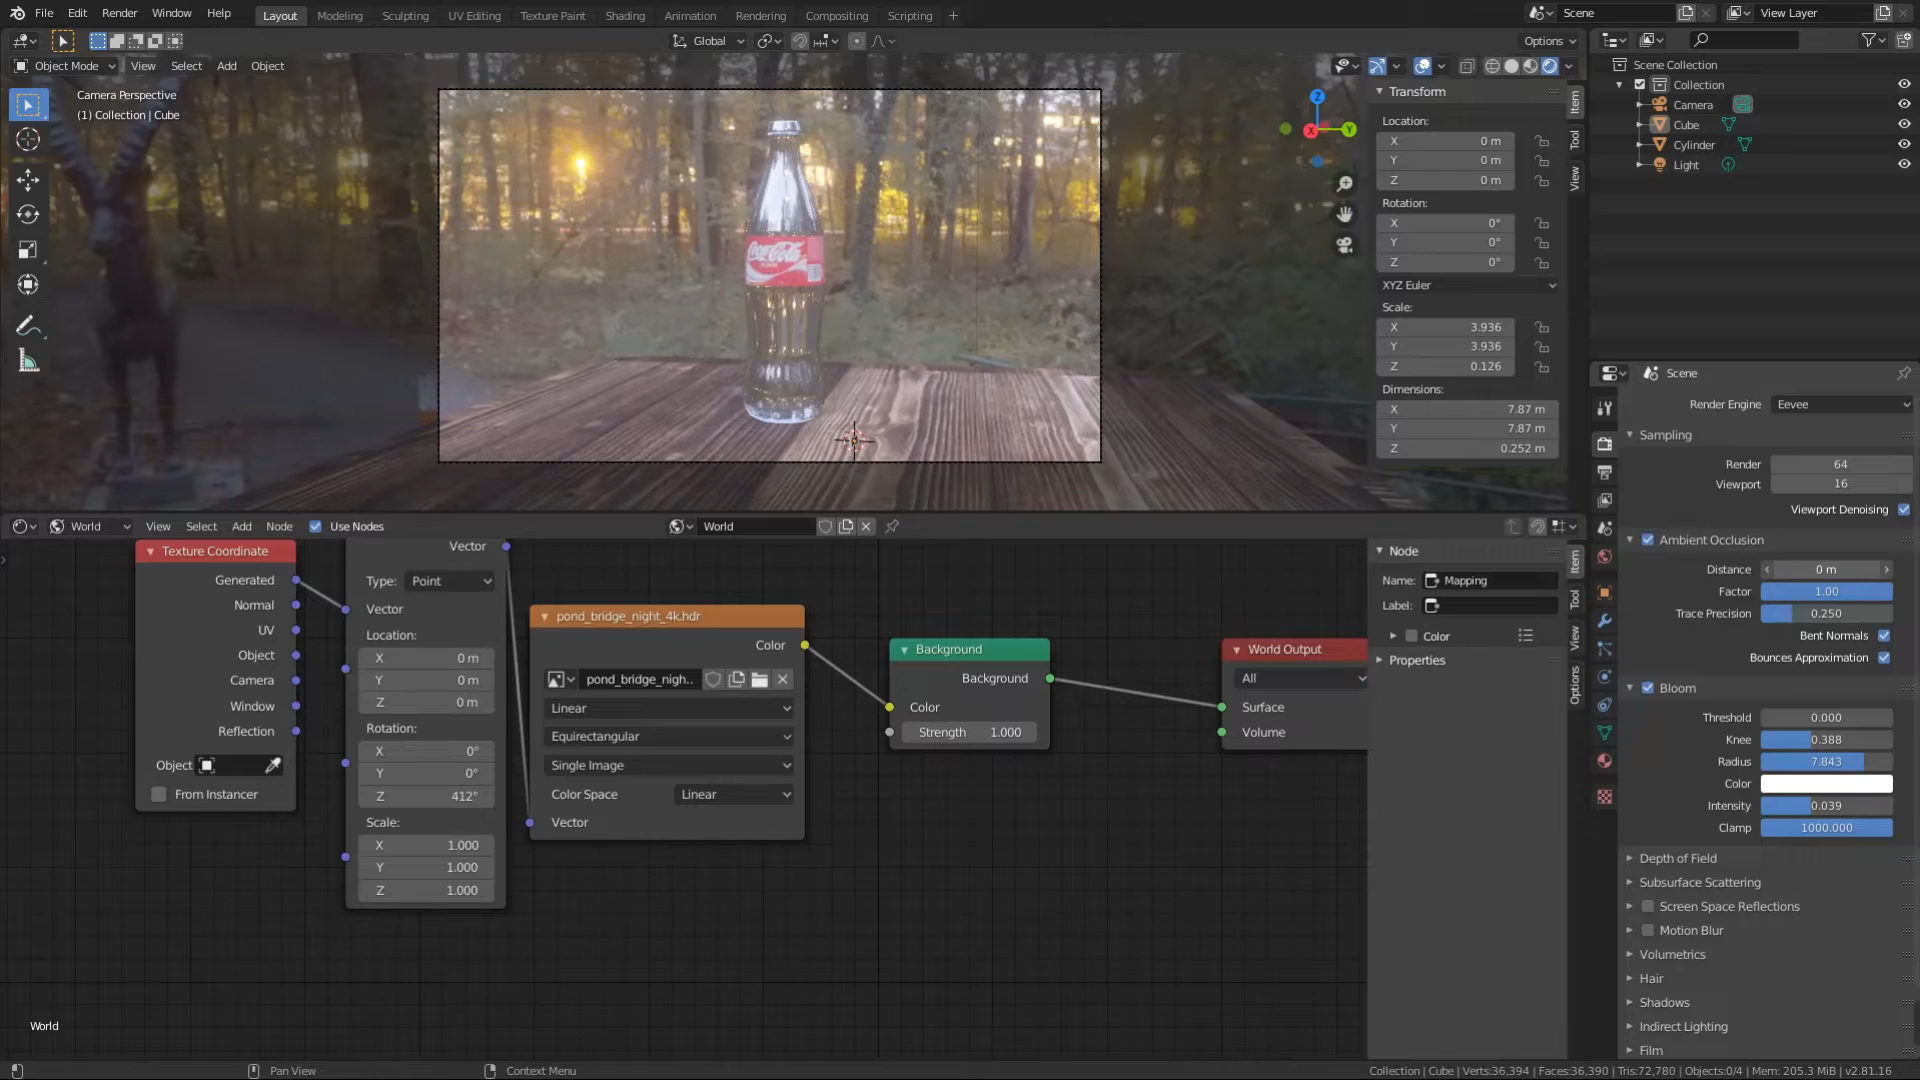 File Edit Render Window Help Layout Modeling Sculpting UV Editing Texture Paint Shading Animation Rendering Compositing Scripting + Scene View Layer
Global Options
Object Mode View Select Add Object
Camera Perspective
(1) Collection | Cube
Coca-Cola
Z
X
Y
Transform
Location:
X 0 m
Y 0 m
Z 0 m
Rotation:
X 0°
Y 0°
Z 0°
XYZ Euler
Scale:
X 3.936
Y 3.936
Z 0.126
Dimensions:
X 7.87 m
Y 7.87 m
Z 0.252 m
Item
Tool
View
Scene Collection
Collection
Camera
Cube
Cylinder
Light
World View Select Add Node Use Nodes World
Texture Coordinate
Generated
Normal
UV
Object
Camera
Window
Reflection
Object
From Instancer
Vector
Type: Point
Vector
Location:
X 0 m
Y 0 m
Z 0 m
Rotation:
X 0°
Y 0°
Z 412°
Scale:
X 1.000
Y 1.000
Z 1.000
pond_bridge_night_4k.hdr
Color
pond_bridge_nigh..
Linear
Equirectangular
Single Image
Color Space Linear
Vector
Background
Background
Color
Strength 1.000
World Output
All
Surface
Volume
Node
Name: Mapping
Label:
Color
Properties
Item
Tool
View
Options
Scene
Render Engine Eevee
Sampling
Render 64
Viewport 16
Viewport Denoising
Ambient Occlusion
Distance 0 m
Factor 1.00
Trace Precision 0.250
Bent Normals
Bounces Approximation
Bloom
Threshold 0.000
Knee 0.388
Radius 7.843
Color
Intensity 0.039
Clamp 1000.000
Depth of Field
Subsurface Scattering
Screen Space Reflections
Motion Blur
Volumetrics
Hair
Shadows
Indirect Lighting
Film
World
Pan View Context Menu Collection | Cube | Verts:36,394 | Faces:36,390 | Tris:72,780 | Objects:0/4 | Mem: 205.3 MiB | v2.81.16